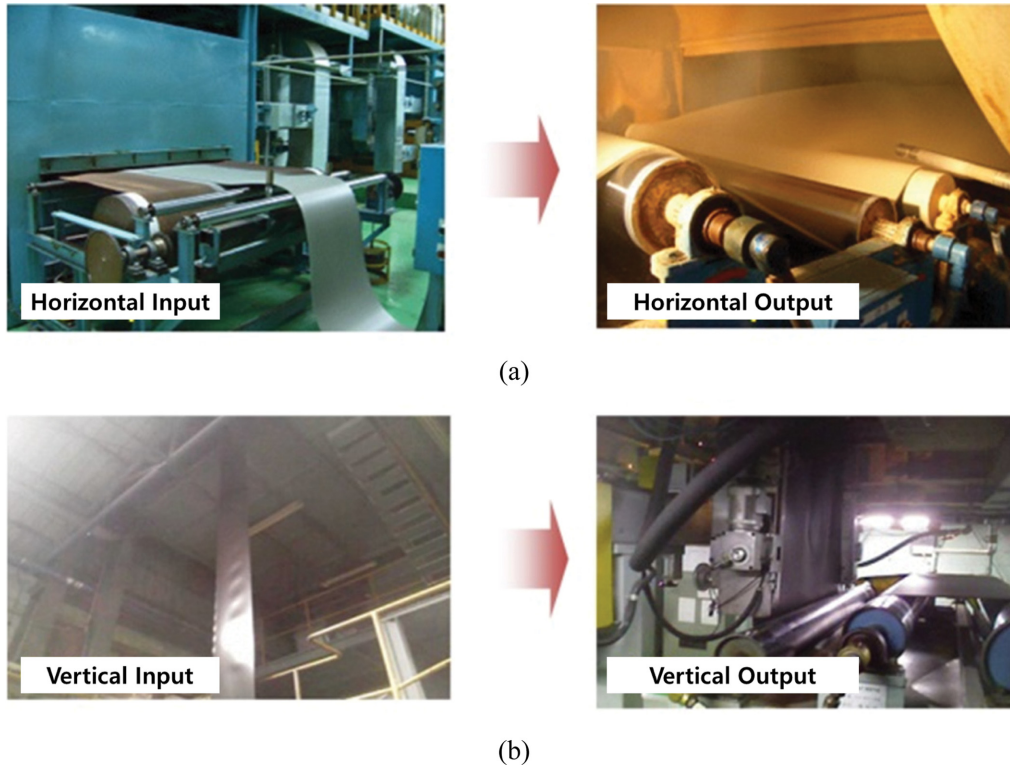 Horizontal Input
Horizontal Output
(a)
Vertical Input
Vertical Output
(b)